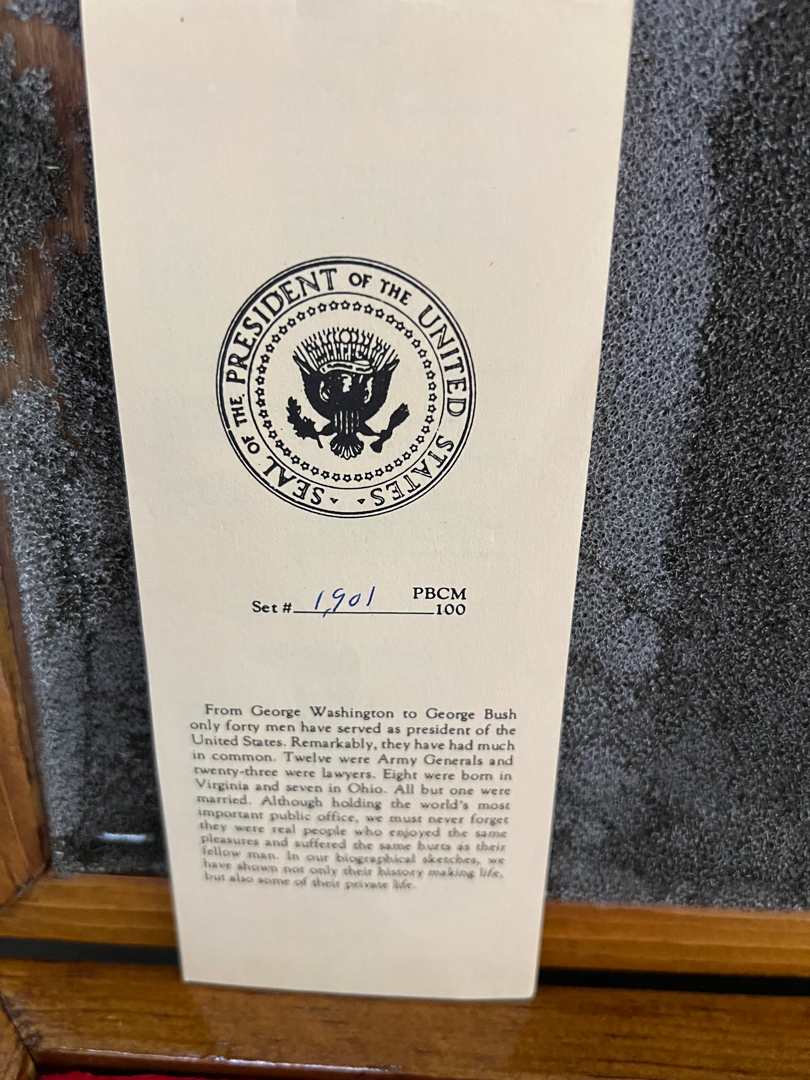 SEAL OF THE PRESIDENT OF THE UNITED STATES
Set # 1,901 PBCM
100
From George Washington to George Bush
only forty men have served as president of the
United States. Remarkably, they have had much
in common. Twelve were Army Generals and
twenty-three were lawyers. Eight were born in
Virginia and seven in Ohio. All but one were
married. Although holding the world's most
important public office, we must never forget
they were real people who enjoyed the same
pleasures and suffered the same hurts as their
fellow man. In our biographical sketches, we
have shown not only their history making life,
but also some of their private life.